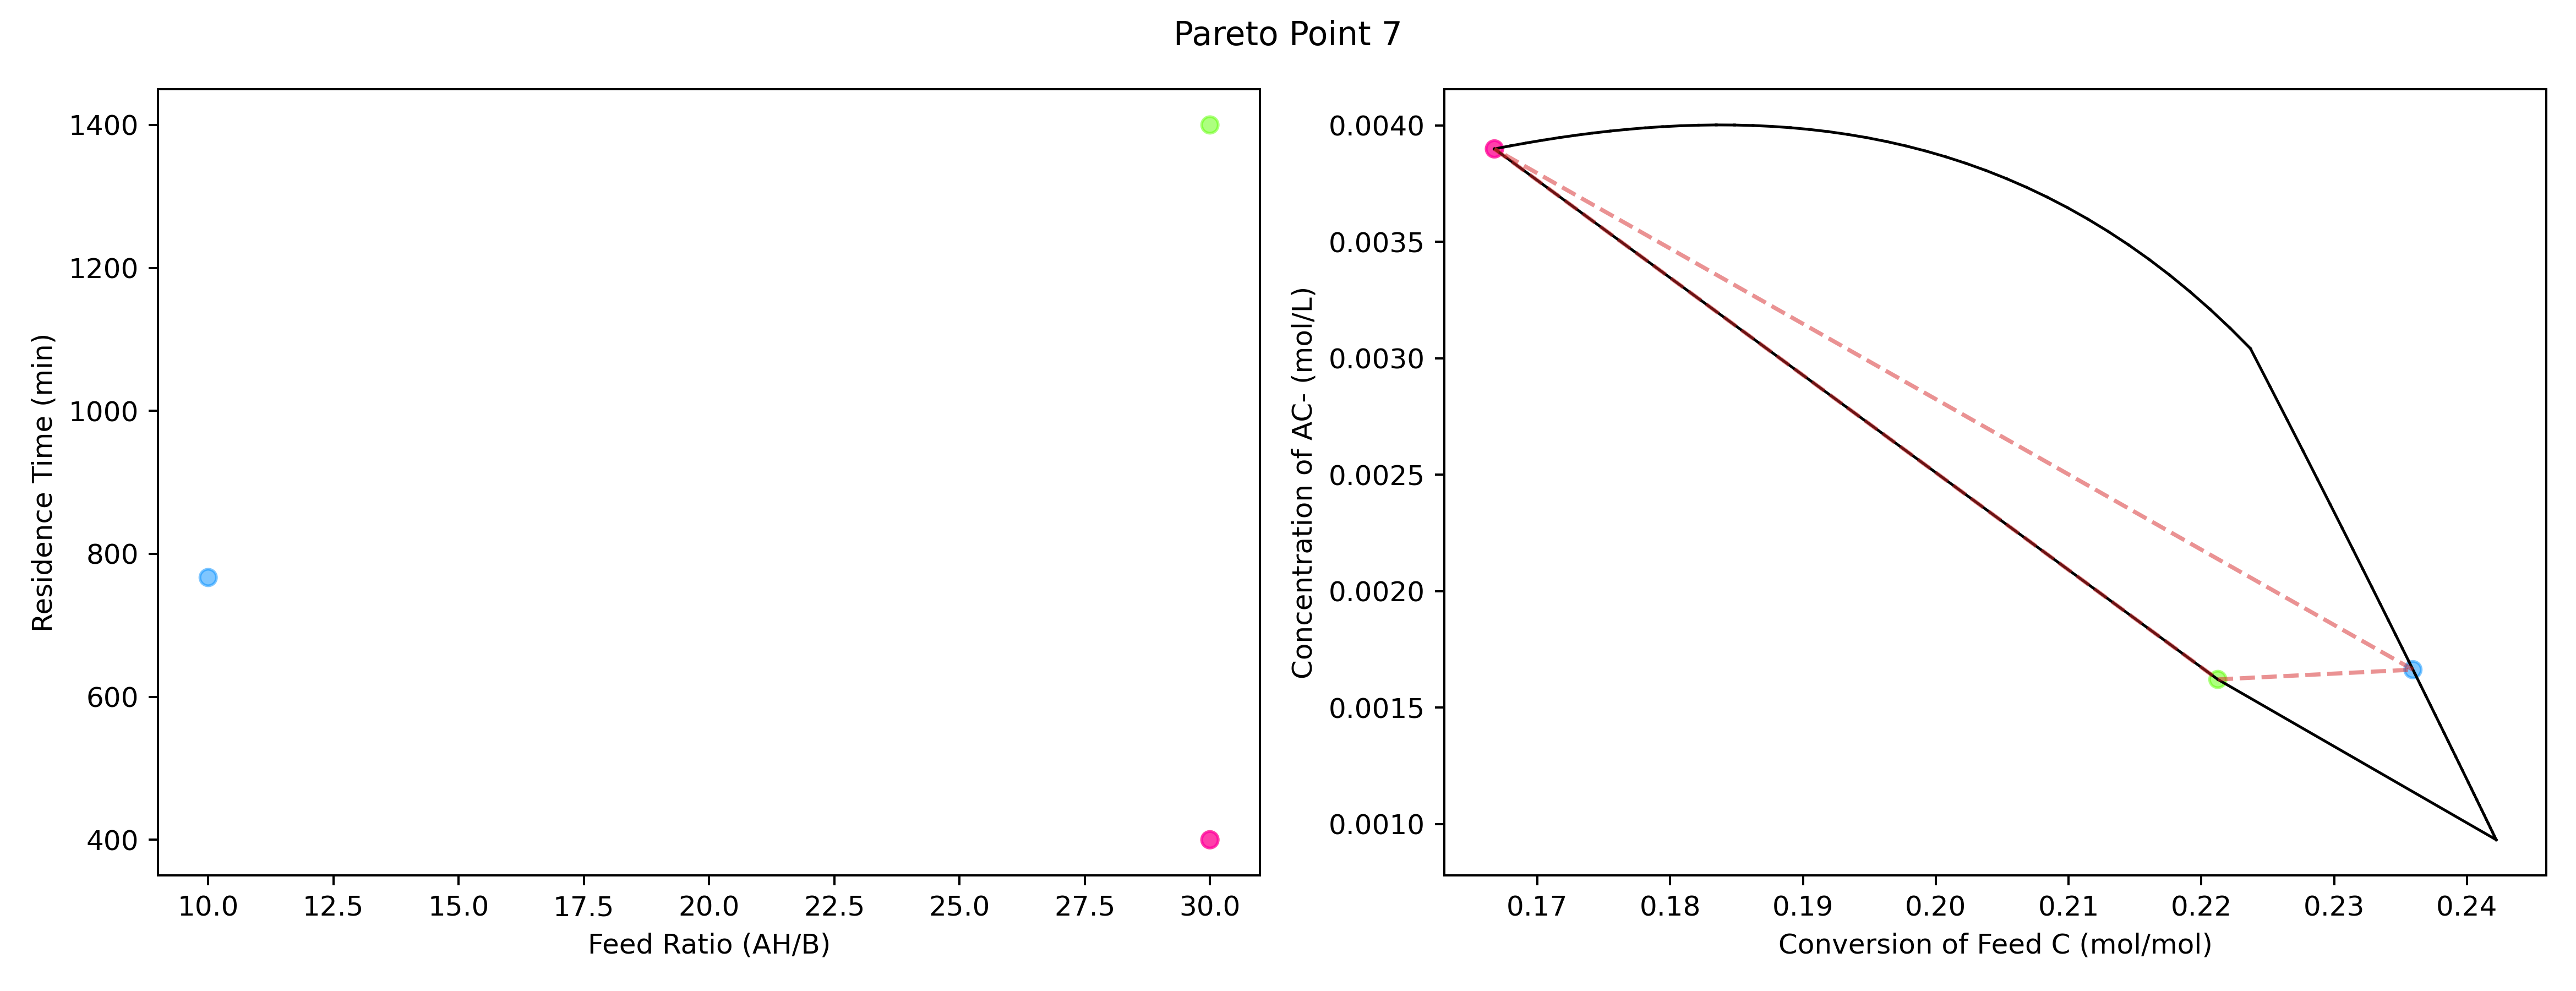 Pareto Point 7
1400
1200
1000
800
600
400
Residence Time (min)
10.0 12.5 15.0 17.5 20.0 22.5 25.0 27.5 30.0
Feed Ratio (AH/B)
0.0040
0.0035
0.0030
0.0025
0.0020
0.0015
0.0010
Concentration of AC- (mol/L)
0.17 0.18 0.19 0.20 0.21 0.22 0.23 0.24
Conversion of Feed C (mol/mol)